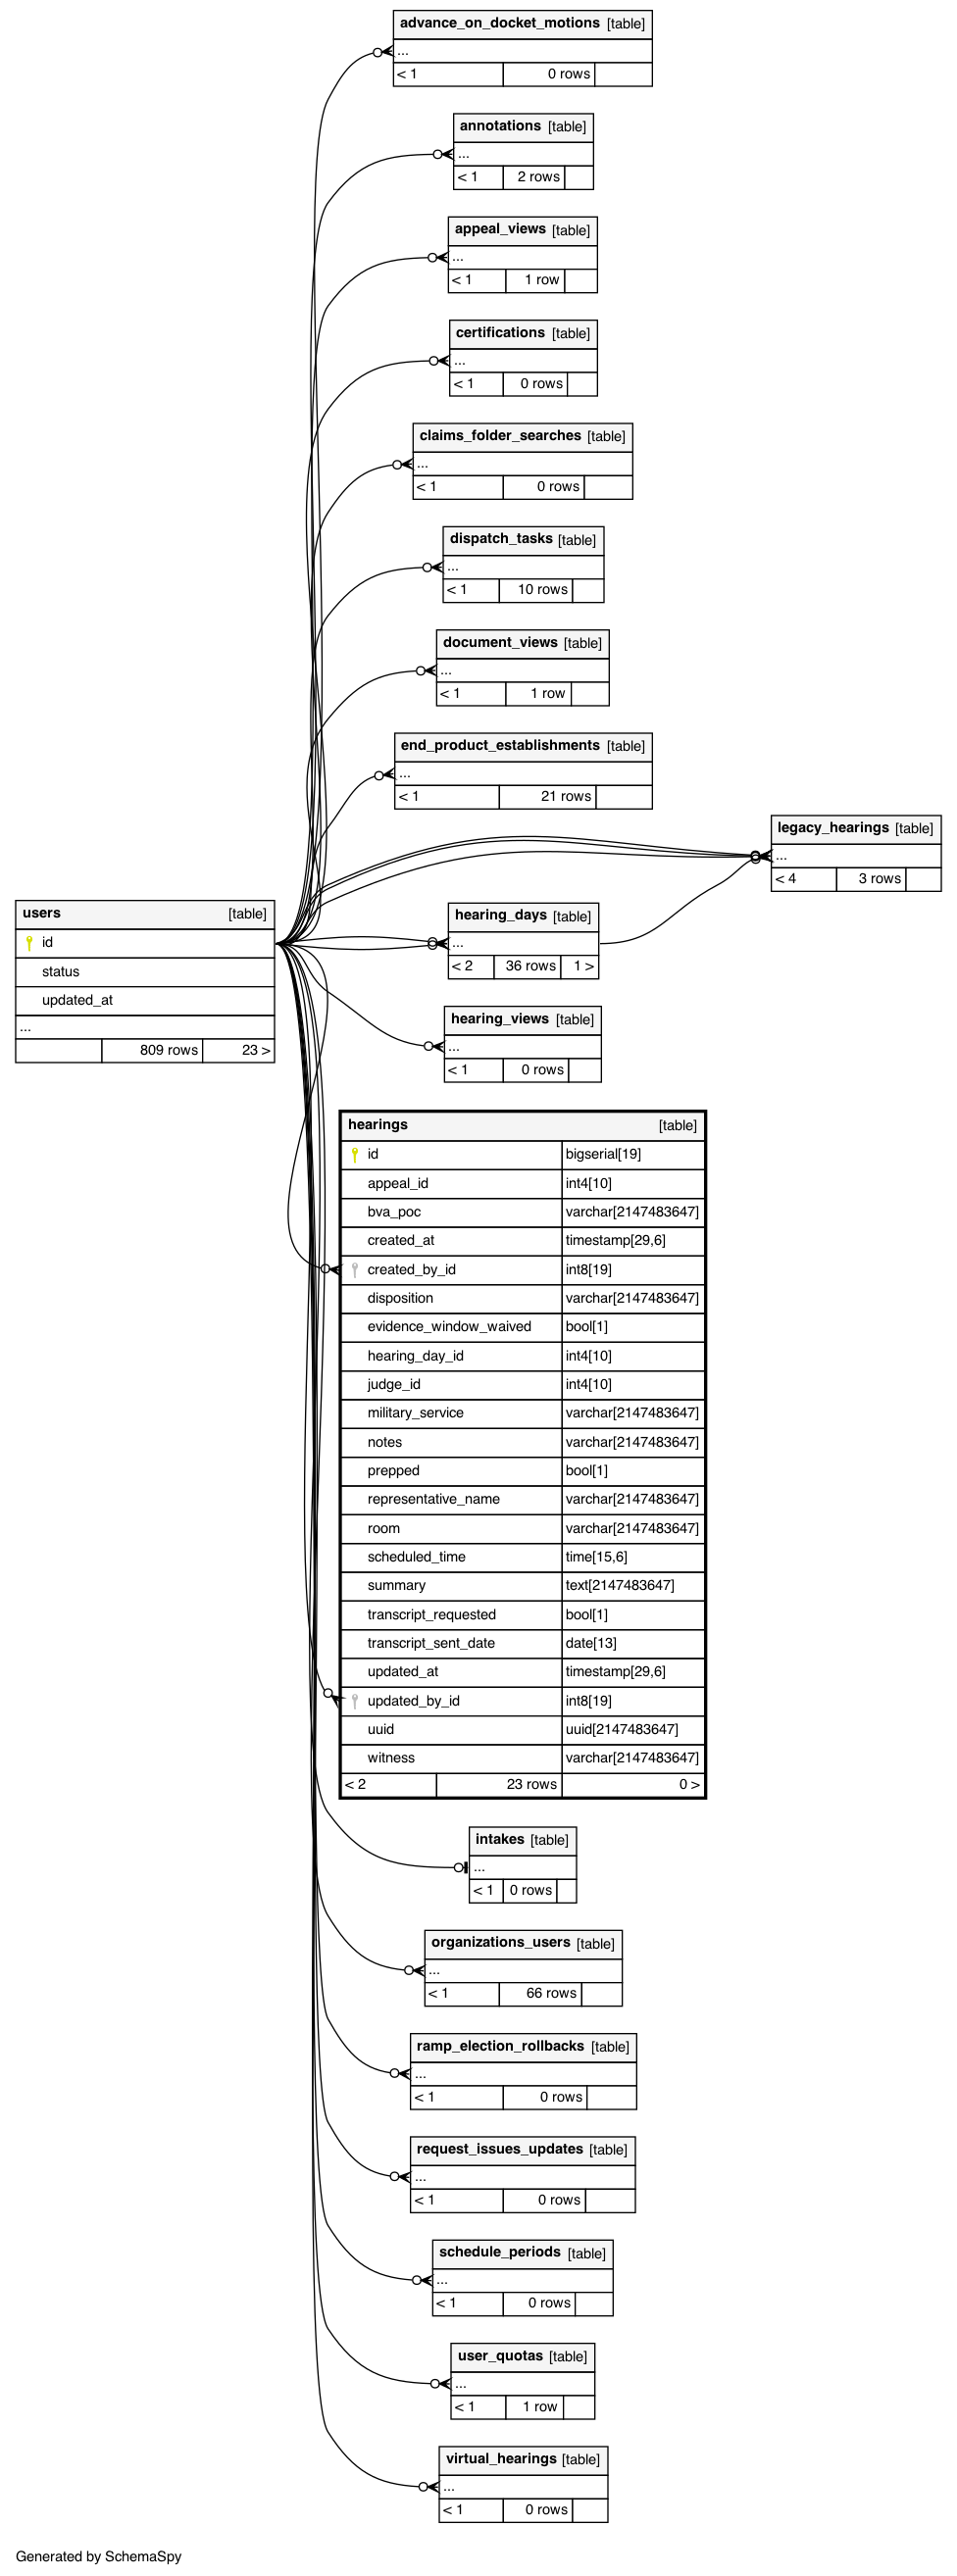 advance_on_docket_motions [table]
...
< 1 0 rows
annotations [table]
...
< 1 2 rows
appeal_views [table]
...
< 1 1 row
certifications [table]
...
< 1 0 rows
claims_folder_searches [table]
...
< 1 0 rows
dispatch_tasks [table]
...
< 1 10 rows
document_views [table]
...
< 1 1 row
end_product_establishments [table]
...
< 1 21 rows
legacy_hearings [table]
...
< 4 3 rows
users [table]
id
status
updated_at
...
809 rows 23 >
hearing_days [table]
...
< 2 36 rows 1 >
hearing_views [table]
...
< 1 0 rows
hearings [table]
id bigserial[19]
appeal_id int4[10]
bva_poc varchar[2147483647]
created_at timestamp[29,6]
created_by_id int8[19]
disposition varchar[2147483647]
evidence_window_waived bool[1]
hearing_day_id int4[10]
judge_id int4[10]
military_service varchar[2147483647]
notes varchar[2147483647]
prepped bool[1]
representative_name varchar[2147483647]
room varchar[2147483647]
scheduled_time time[15,6]
summary text[2147483647]
transcript_requested bool[1]
transcript_sent_date date[13]
updated_at timestamp[29,6]
updated_by_id int8[19]
uuid uuid[2147483647]
witness varchar[2147483647]
< 2 23 rows 0 >
intakes [table]
...
< 1 0 rows
organizations_users [table]
...
< 1 66 rows
ramp_election_rollbacks [table]
...
< 1 0 rows
request_issues_updates [table]
...
< 1 0 rows
schedule_periods [table]
...
< 1 0 rows
user_quotas [table]
...
< 1 1 row
virtual_hearings [table]
...
< 1 0 rows
Generated by SchemaSpy